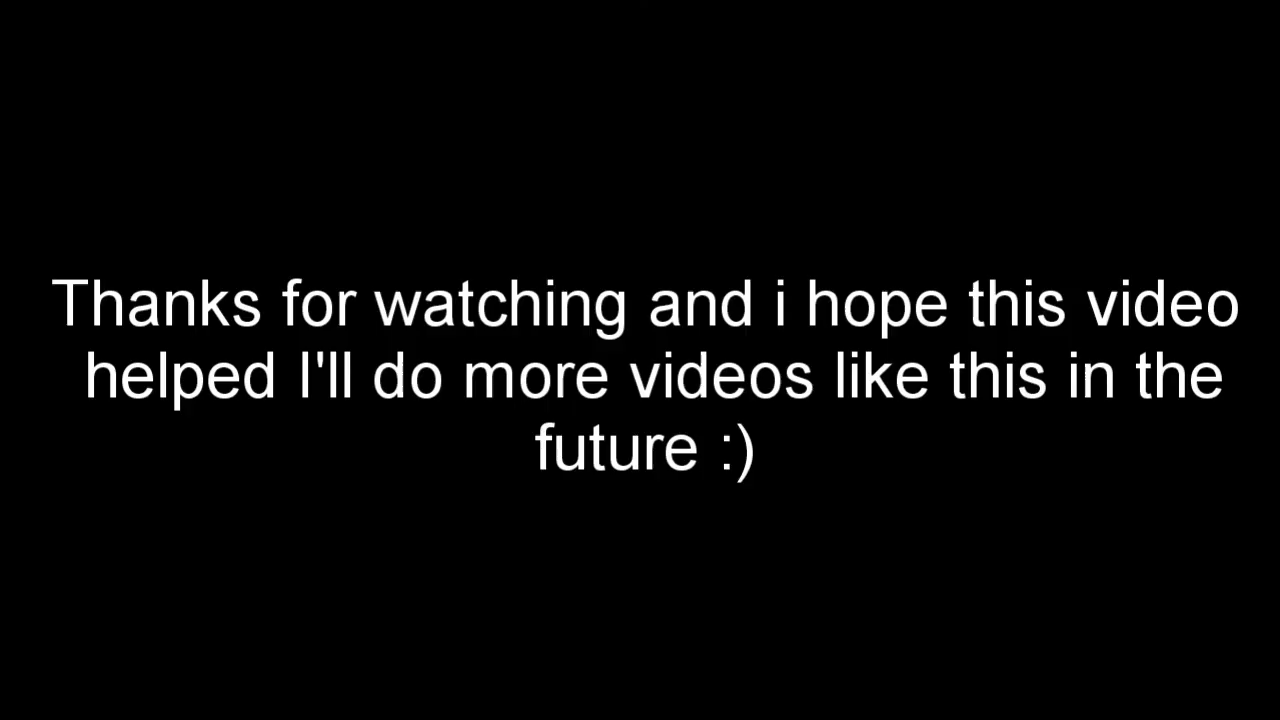 Thanks for watching and i hope this video
helped I'll do more videos like this in the
future :)